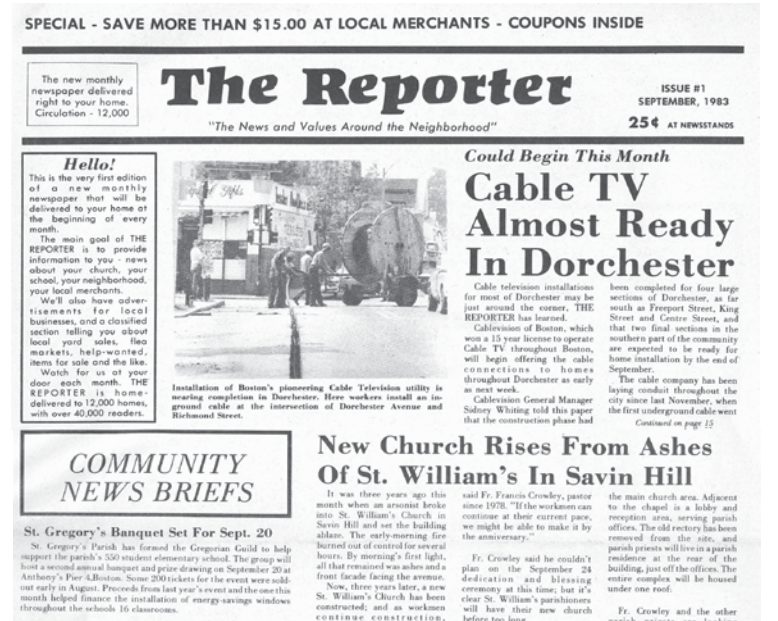 SPECIAL - SAVE MORE THAN $15.00 AT LOCAL MERCHANTS - COUPONS INSIDE
The new monthly
newspaper delivered
right to your home.
Circulation - 12,000
The Reporter
"The News and Values Around the Neighborhood"
ISSUE #1
SEPTEMBER, 1983
25¢ AT NEWSSTANDS
Hello!
This is the very first edition
of a new monthly
newspaper that will be
delivered to your home at
the beginning of every
month.
The main goal of THE
REPORTER is to provide
information to you - news
about your church, your
school, your neighborhood,
your local merchants.
We'll also have adver-
tisements for local
businesses, and a classified
section telling you about
local yard sales, flea
markets, help-wanted,
items for sale and the like.
Watch for us at your
door each month. THE
REPORTER is home-
delivered to 12,000 homes,
with over 40,000 readers.
Installation of Boston's pioneering Cable Television utility is
nearing completion in Dorchester. Here workers install an in-
ground cable at the intersection of Dorchester Avenue and
Richmond Street.
Could Begin This Month
Cable TV
Almost Ready
In Dorchester
Cable television installations
for most of Dorchester may be
just around the corner, THE
REPORTER has learned.
Cablevision of Boston, which
won a 15 year license to operate
Cable TV throughout Boston,
will begin offering the cable
connections to homes
throughout Dorchester as early
as next week.
Cablevision General Manager
Sidney Whiting told this paper
that the construction phase had
been completed for four large
sections of Dorchester, as far
south as Freeport Street, King
Street and Centre Street, and
that two final sections in the
southern part of the community
are expected to be ready for
home installation by the end of
September.
The cable company has been
laying conduit throughout the
city since last November, when
the first underground cable went
Continued on page 15
COMMUNITY
NEWS BRIEFS
St. Gregory's Banquet Set For Sept. 20
St. Gregory's Parish has formed the Gregorian Guild to help
support the parish's 550 student elementary school. The group will
host a second annual banquet and prize drawing on September 20 at
Anthony's Pier 4,Boston. Some 200 tickets for the event were sold-
out early in August. Proceeds from last year's event and the one this
month helped finance the installation of energy-savings windows
throughout the schools 16 classrooms.
New Church Rises From Ashes
Of St. William's In Savin Hill
It was three years ago this
month when an arsonist broke
into St. William's Church in
Savin Hill and set the building
ablaze. The early-morning fire
burned out of control for several
hours. By morning's first light,
all that remained was ashes and a
front facade facing the avenue.
Now, three years later, a new
St. William's Church has been
constructed; and as workmen
continue construction,
said Fr. Francis Crowley, pastor
since 1978. "If the workmen can
continue at their current pace,
we might be able to make it by
the anniversary."
Fr. Crowley said he couldn't
plan on the September 24
dedication and blessing
ceremony at this time; but it's
clear St. William's parishioners
will have their new church
before too long.
the main church area. Adjacent
to the chapel is a lobby and
reception area, serving parish
offices. The old rectory has been
removed from the site, and
parish priests will live in a parish
residence at the rear of the
building, just off the offices. The
entire complex will be housed
under one roof.
Fr. Crowley and the other